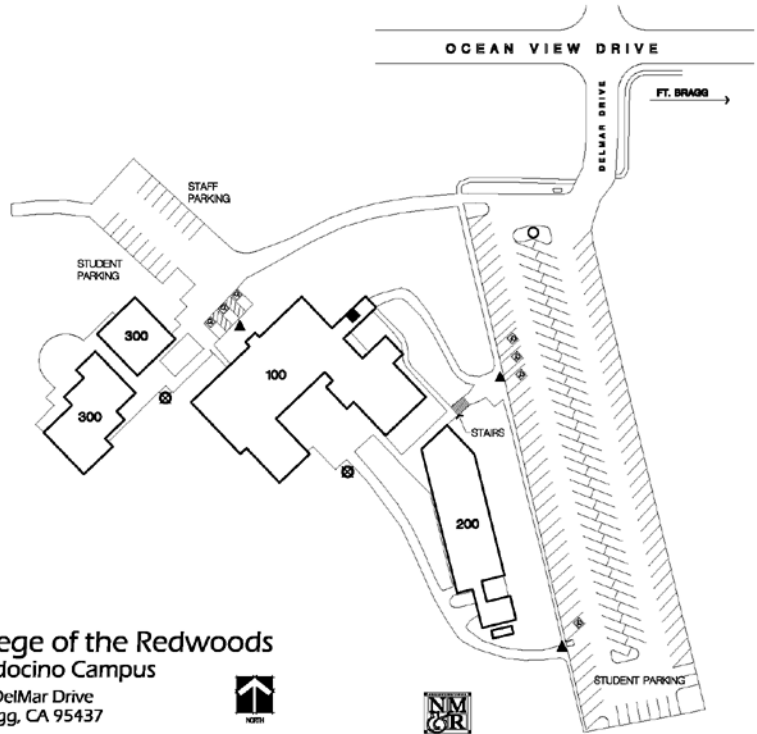 OCEAN VIEW DRIVE
FT. BRAGG
DELMAR DRIVE
STAFF
PARKING
STUDENT
PARKING
300
100
300
STAIRS
200
ege of the Redwoods
docino Campus
DelMar Drive
gg, CA 95437
NORTH
NM
&R
STUDENT PARKING